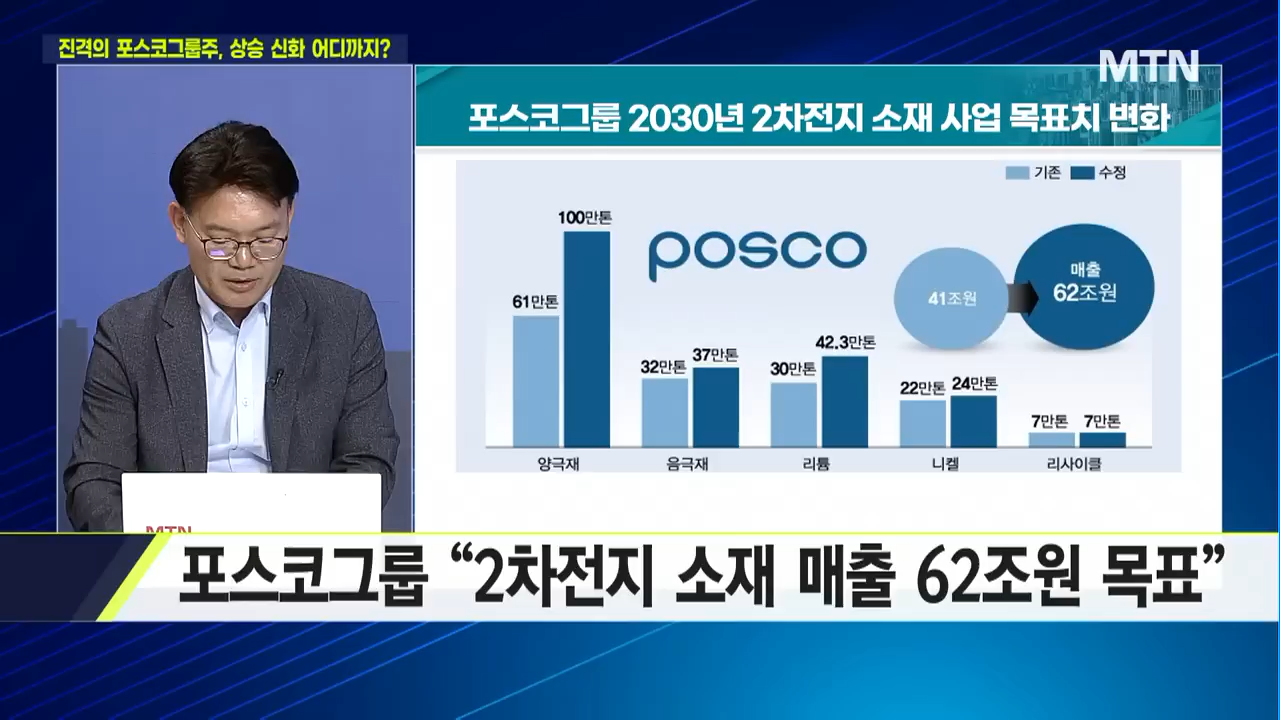 진격의 포스코그룹주, 상승 신화 어디까지?
MTN
포스코그룹 2030년 2차전지 소재 사업 목표치 변화
기존 수정
posco
100만톤
61만톤
32만톤 37만톤
30만톤 42.3만톤
22만톤 24만톤
7만톤 7만톤
41조원
매출
62조원
양극재 음극재 리튬 니켈 리사이클
MTN
포스코그룹 “2차전지 소재 매출 62조원 목표”